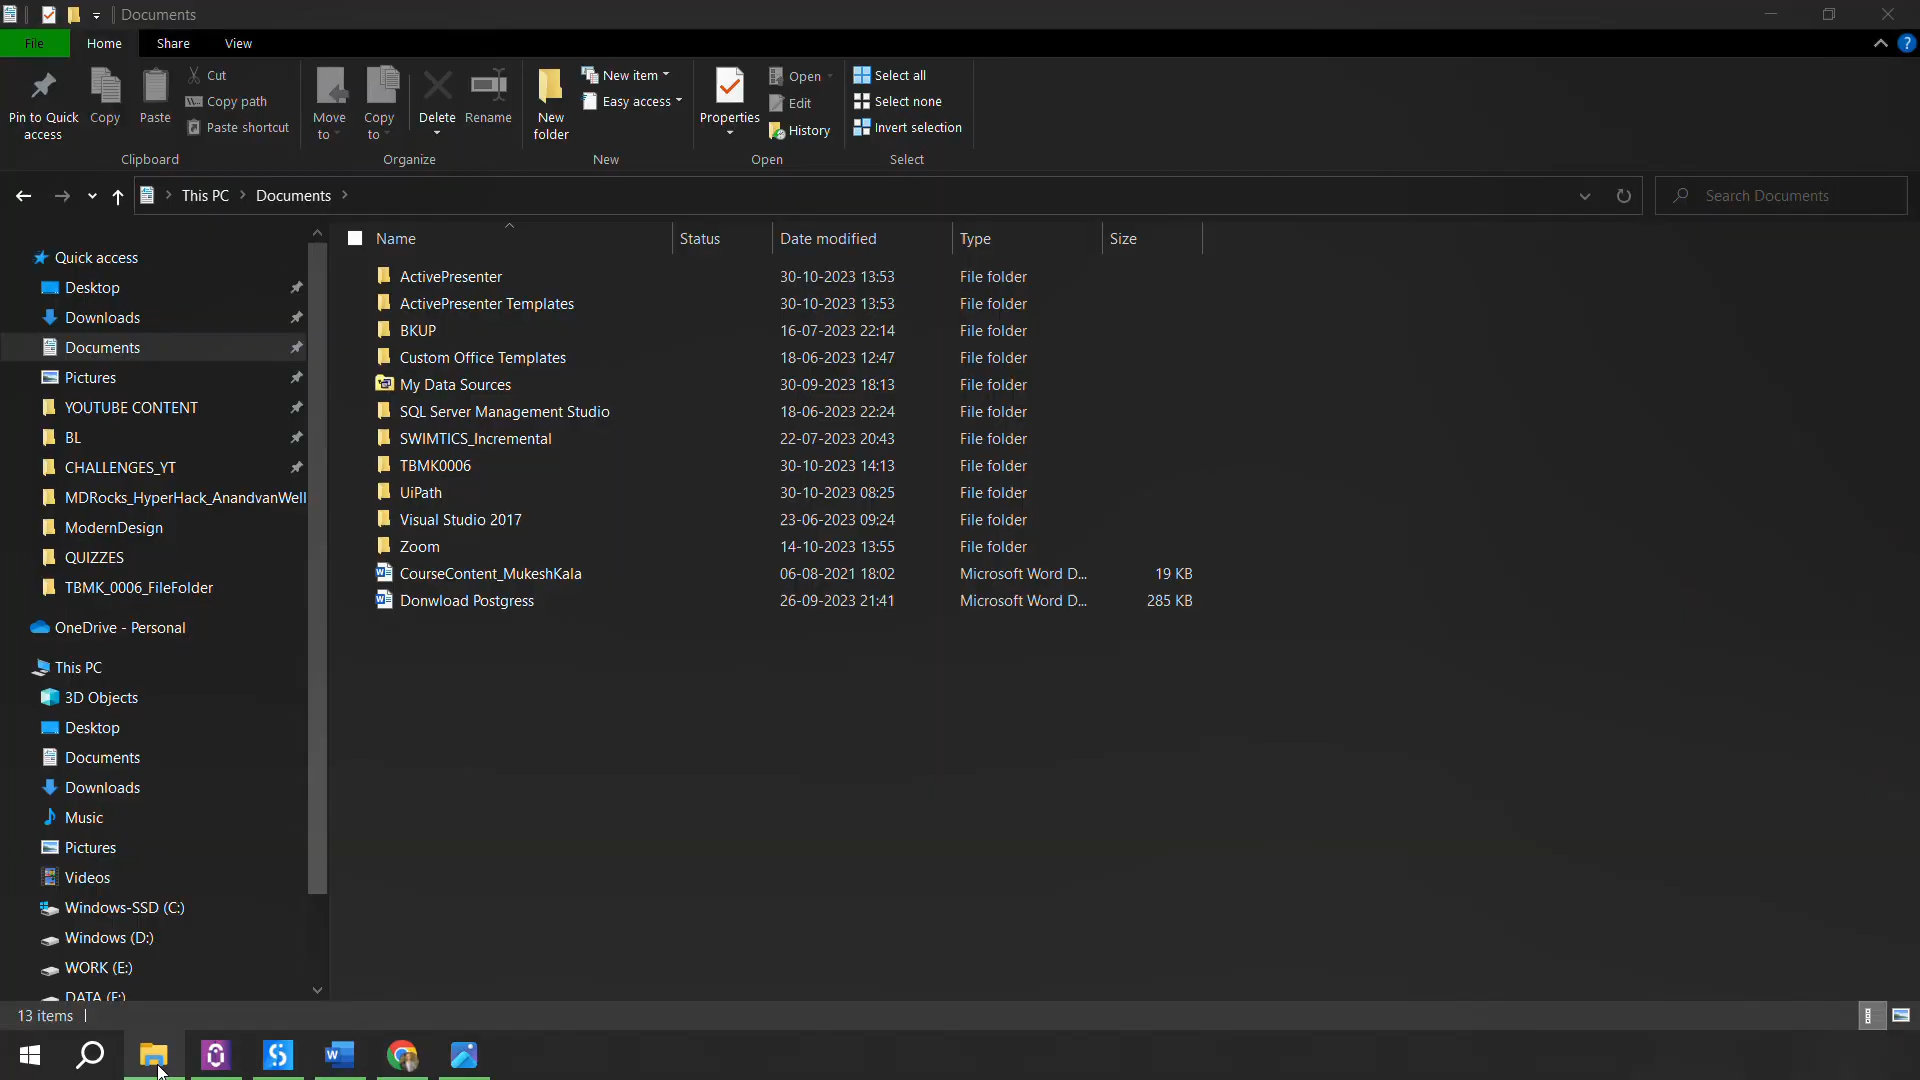 Documents
File Home Share View
Pin to Quick access
Copy
Paste
Cut
Copy path
Paste shortcut
Clipboard
Move to
Copy to
Delete
Rename
Organize
New folder
New item
Easy access
New
Properties
Open
Edit
History
Open
Select all
Select none
Invert selection
Select
This PC > Documents >
Search Documents
Quick access
Desktop
Downloads
Documents
Pictures
YOUTUBE CONTENT
BL
CHALLENGES_YT
MDRocks_HyperHack_AnandvanWell
ModernDesign
QUIZZES
TBMK_0006_FileFolder
OneDrive - Personal
This PC
3D Objects
Desktop
Documents
Downloads
Music
Pictures
Videos
Windows-SSD (C:)
Windows (D:)
WORK (E:)
DATA (F:)
Name Status Date modified Type Size
ActivePresenter 30-10-2023 13:53 File folder
ActivePresenter Templates 30-10-2023 13:53 File folder
BKUP 16-07-2023 22:14 File folder
Custom Office Templates 18-06-2023 12:47 File folder
My Data Sources 30-09-2023 18:13 File folder
SQL Server Management Studio 18-06-2023 22:24 File folder
SWIMTICS_Incremental 22-07-2023 20:43 File folder
TBMK0006 30-10-2023 14:13 File folder
UiPath 30-10-2023 08:25 File folder
Visual Studio 2017 23-06-2023 09:24 File folder
Zoom 14-10-2023 13:55 File folder
CourseContent_MukeshKala 06-08-2021 18:02 Microsoft Word D... 19 KB
Donwload Postgress 26-09-2023 21:41 Microsoft Word D... 285 KB
13 items